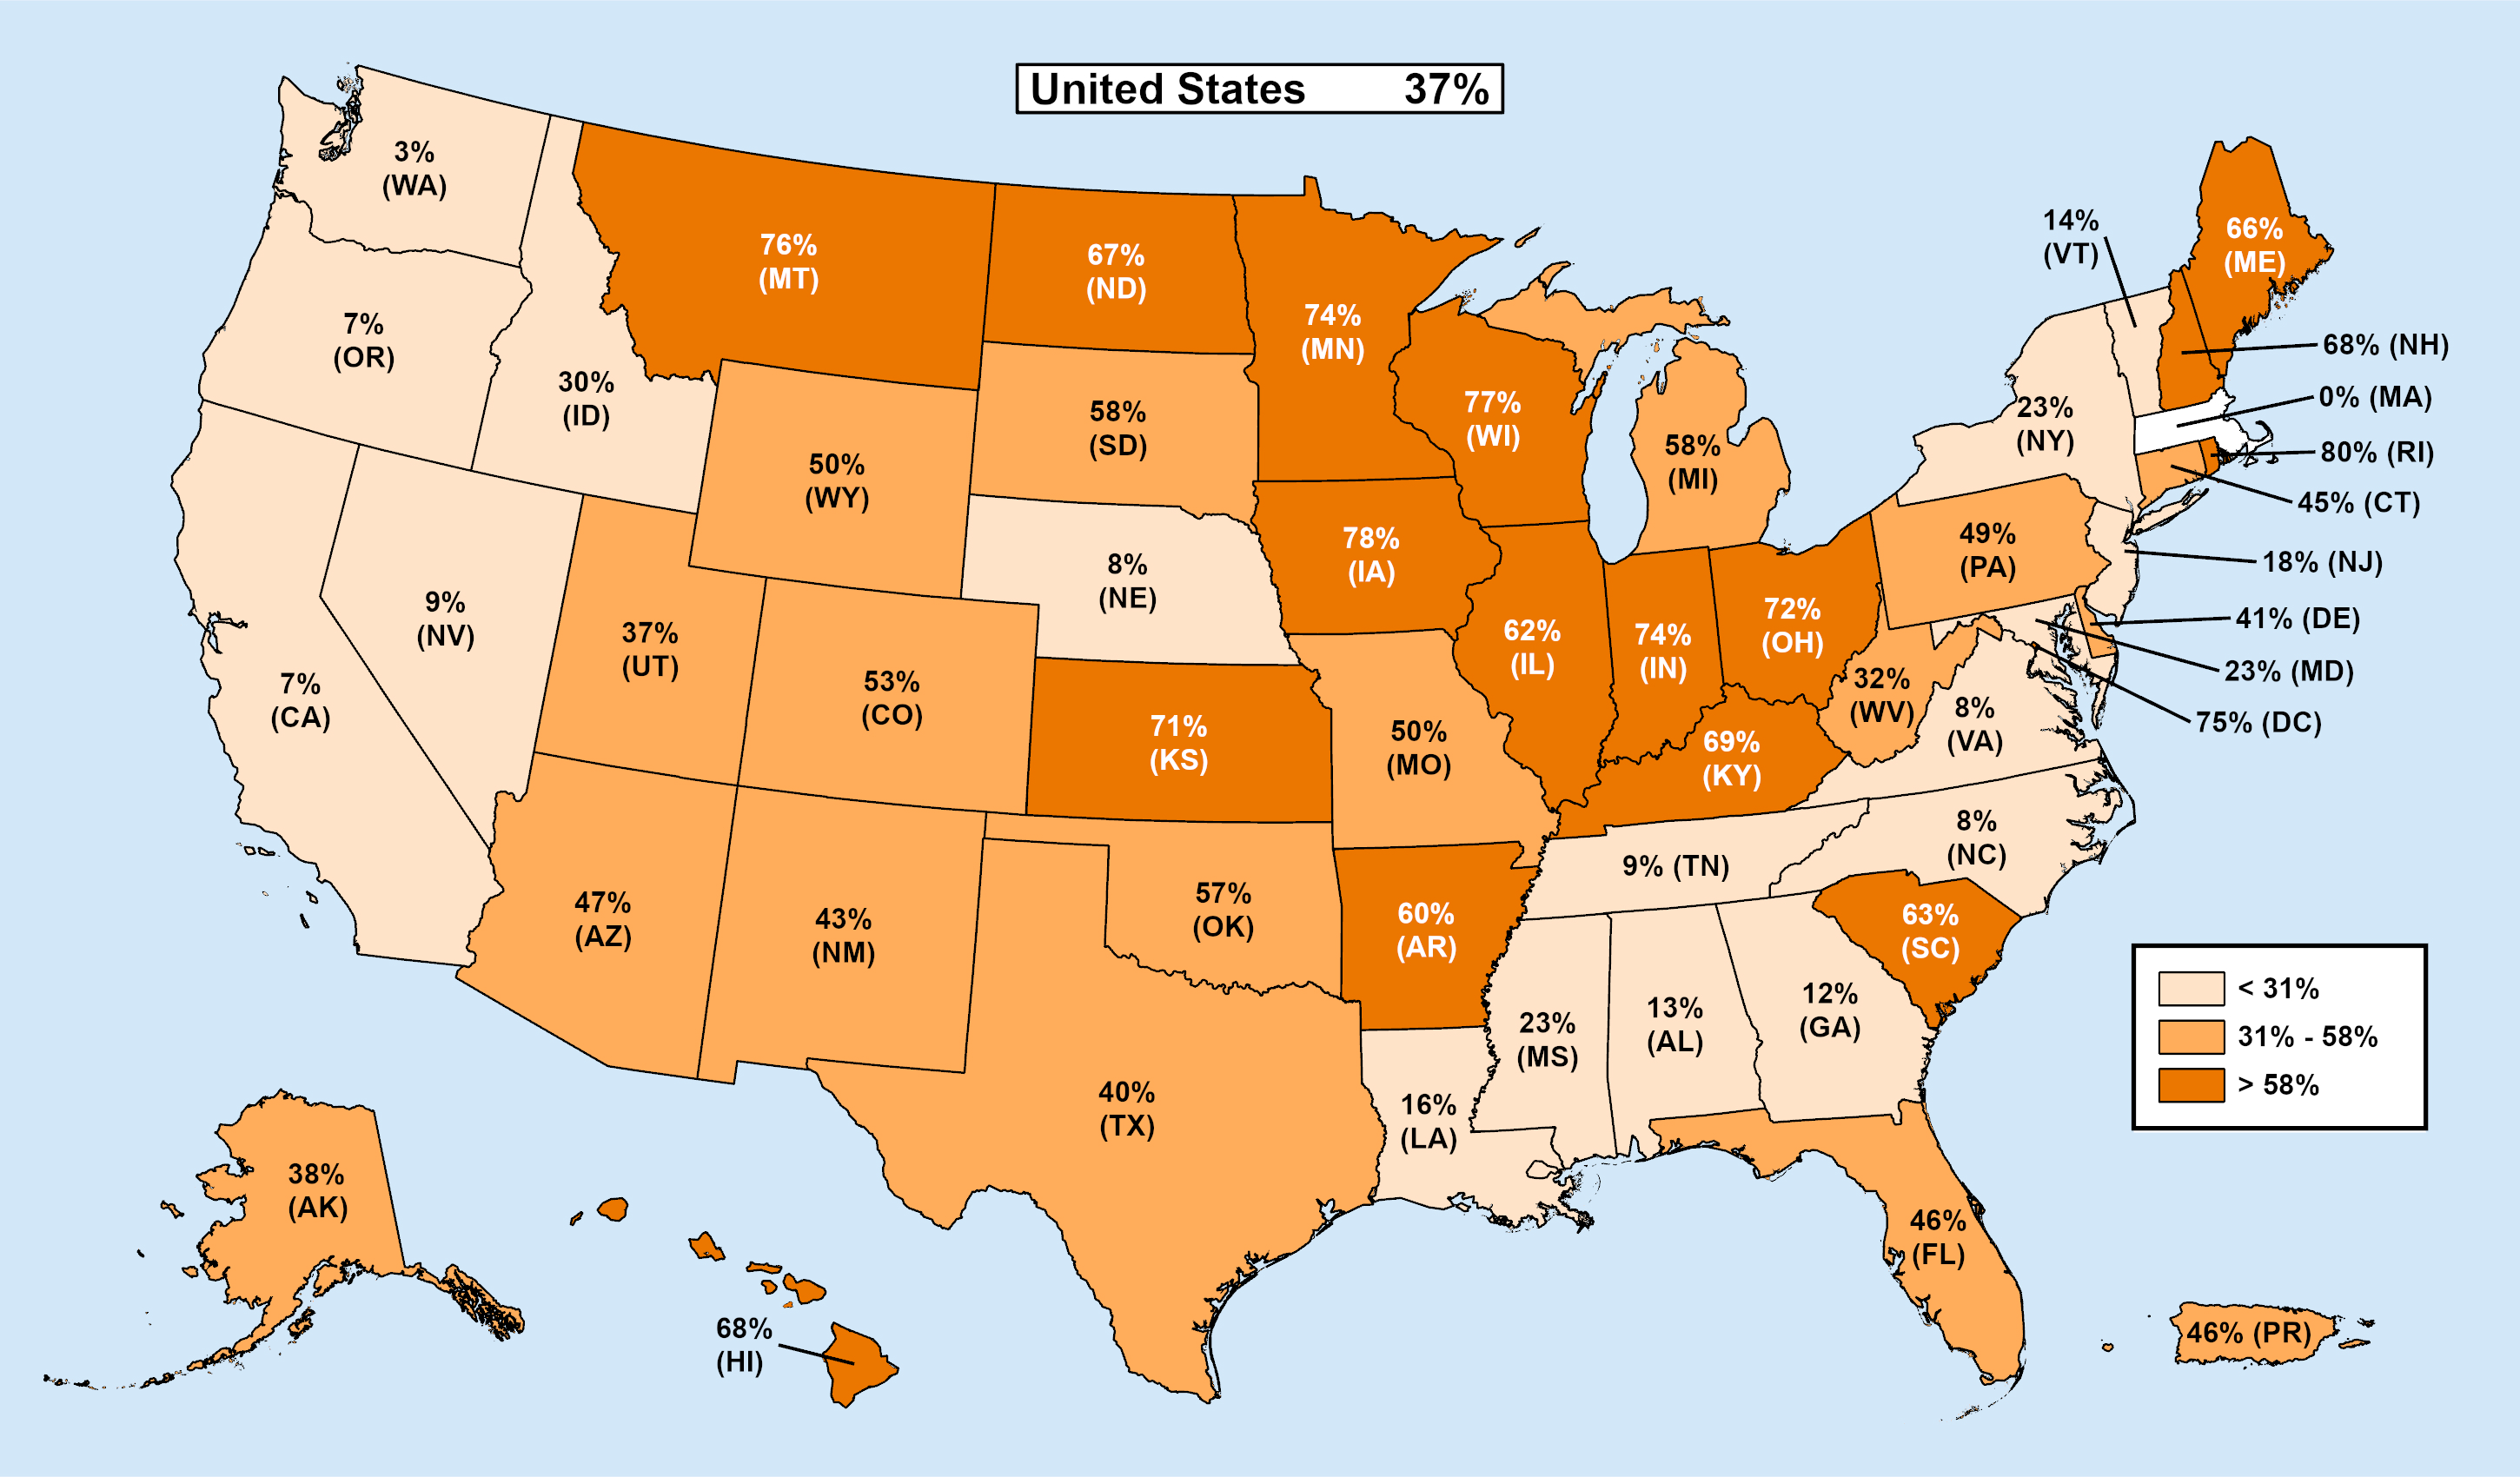 United States 37%
3%
(WA)
7%
(OR)
30%
(ID)
76%
(MT)
67%
(ND)
74%
(MN)
77%
(WI)
58%
(MI)
58%
(SD)
50%
(WY)
8%
(NE)
78%
(IA)
62%
(IL)
74%
(IN)
72%
(OH)
49%
(PA)
23%
(NY)
14%
(VT)
66%
(ME)
68% (NH)
0% (MA)
80% (RI)
45% (CT)
18% (NJ)
41% (DE)
23% (MD)
75% (DC)
7%
(CA)
9%
(NV)
37%
(UT)
53%
(CO)
71%
(KS)
50%
(MO)
69%
(KY)
32%
(WV)
8%
(VA)
8%
(NC)
9% (TN)
63%
(SC)
47%
(AZ)
43%
(NM)
57%
(OK)
60%
(AR)
23%
(MS)
13%
(AL)
12%
(GA)
40%
(TX)
16%
(LA)
46%
(FL)
38%
(AK)
68%
(HI)
46% (PR)
< 31%
31% - 58%
> 58%